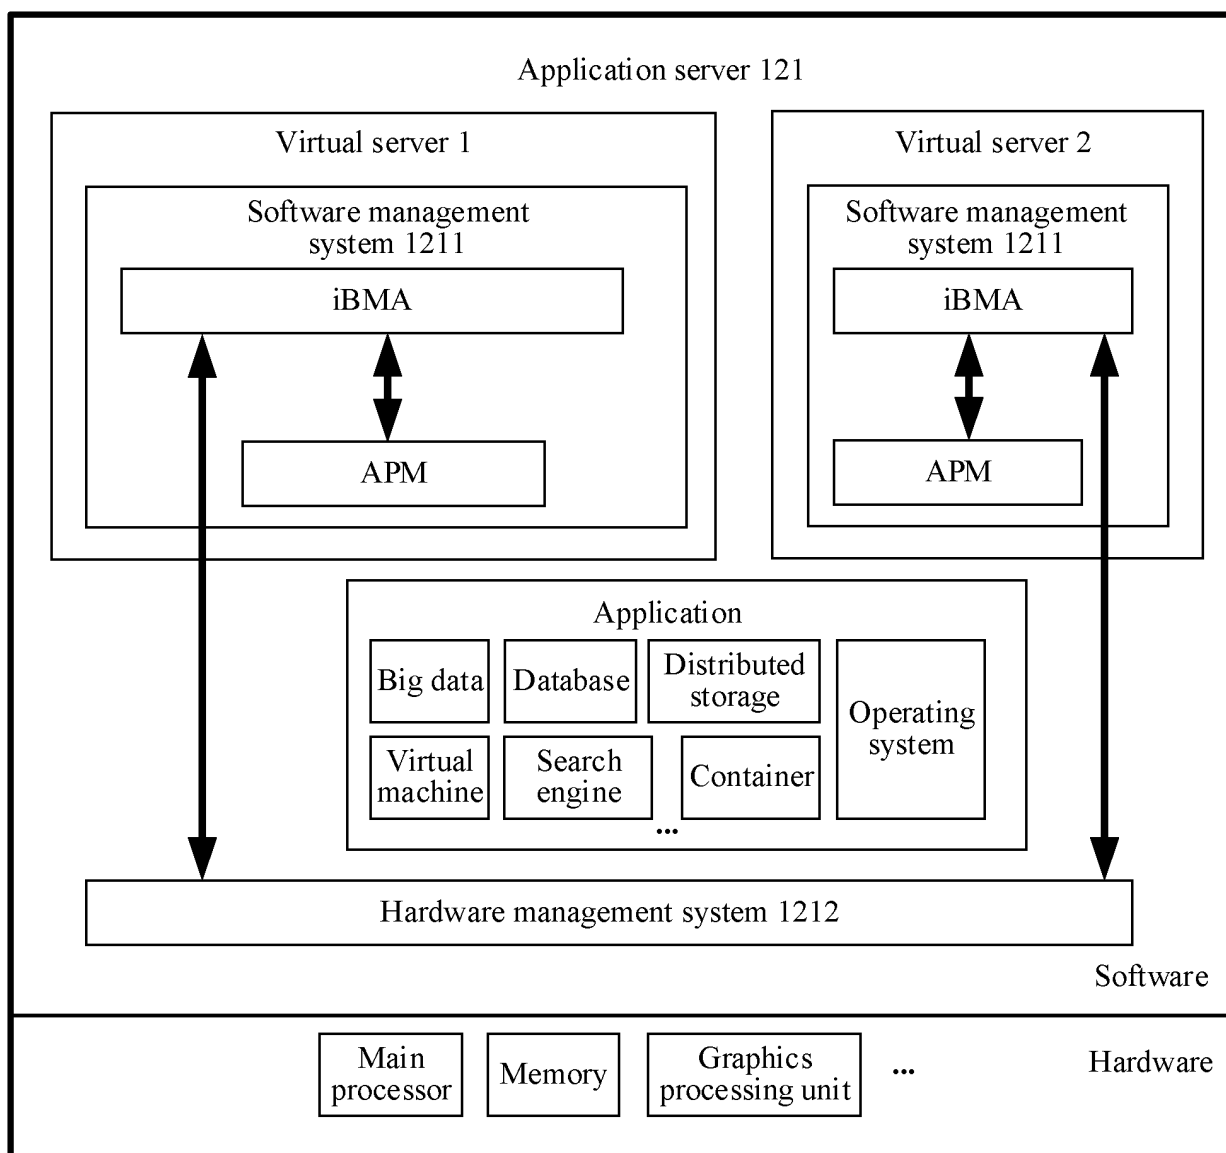 Application server 121
Virtual server 1
Software management
system 1211
iBMA
APM
Virtual server 2
Software management
system 1211
iBMA
APM
Application
Big data
Database
Distributed
storage
Operating
system
Virtual
machine
Search
engine
...
Container
Hardware management system 1212
Software
Main
processor
Memory
Graphics
processing unit
...
Hardware